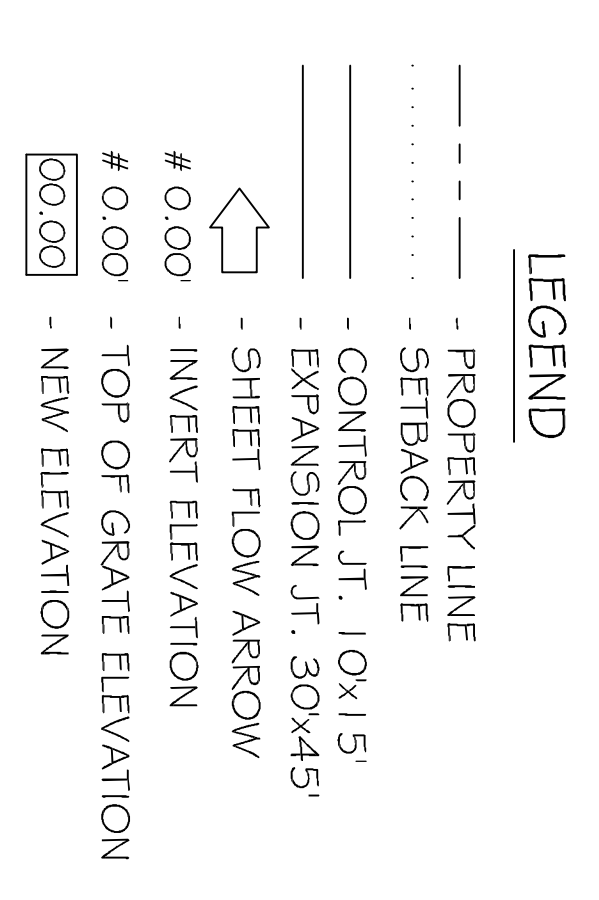 LEGEND
- PROPERTY LINE
- SETBACK LINE
- CONTROL JT. 10'x15'
- EXPANSION JT. 30'x45'
- SHEET FLOW ARROW
# 0.00' - INVERT ELEVATION
# 0.00' - TOP OF GRATE ELEVATION
00.00 - NEW ELEVATION